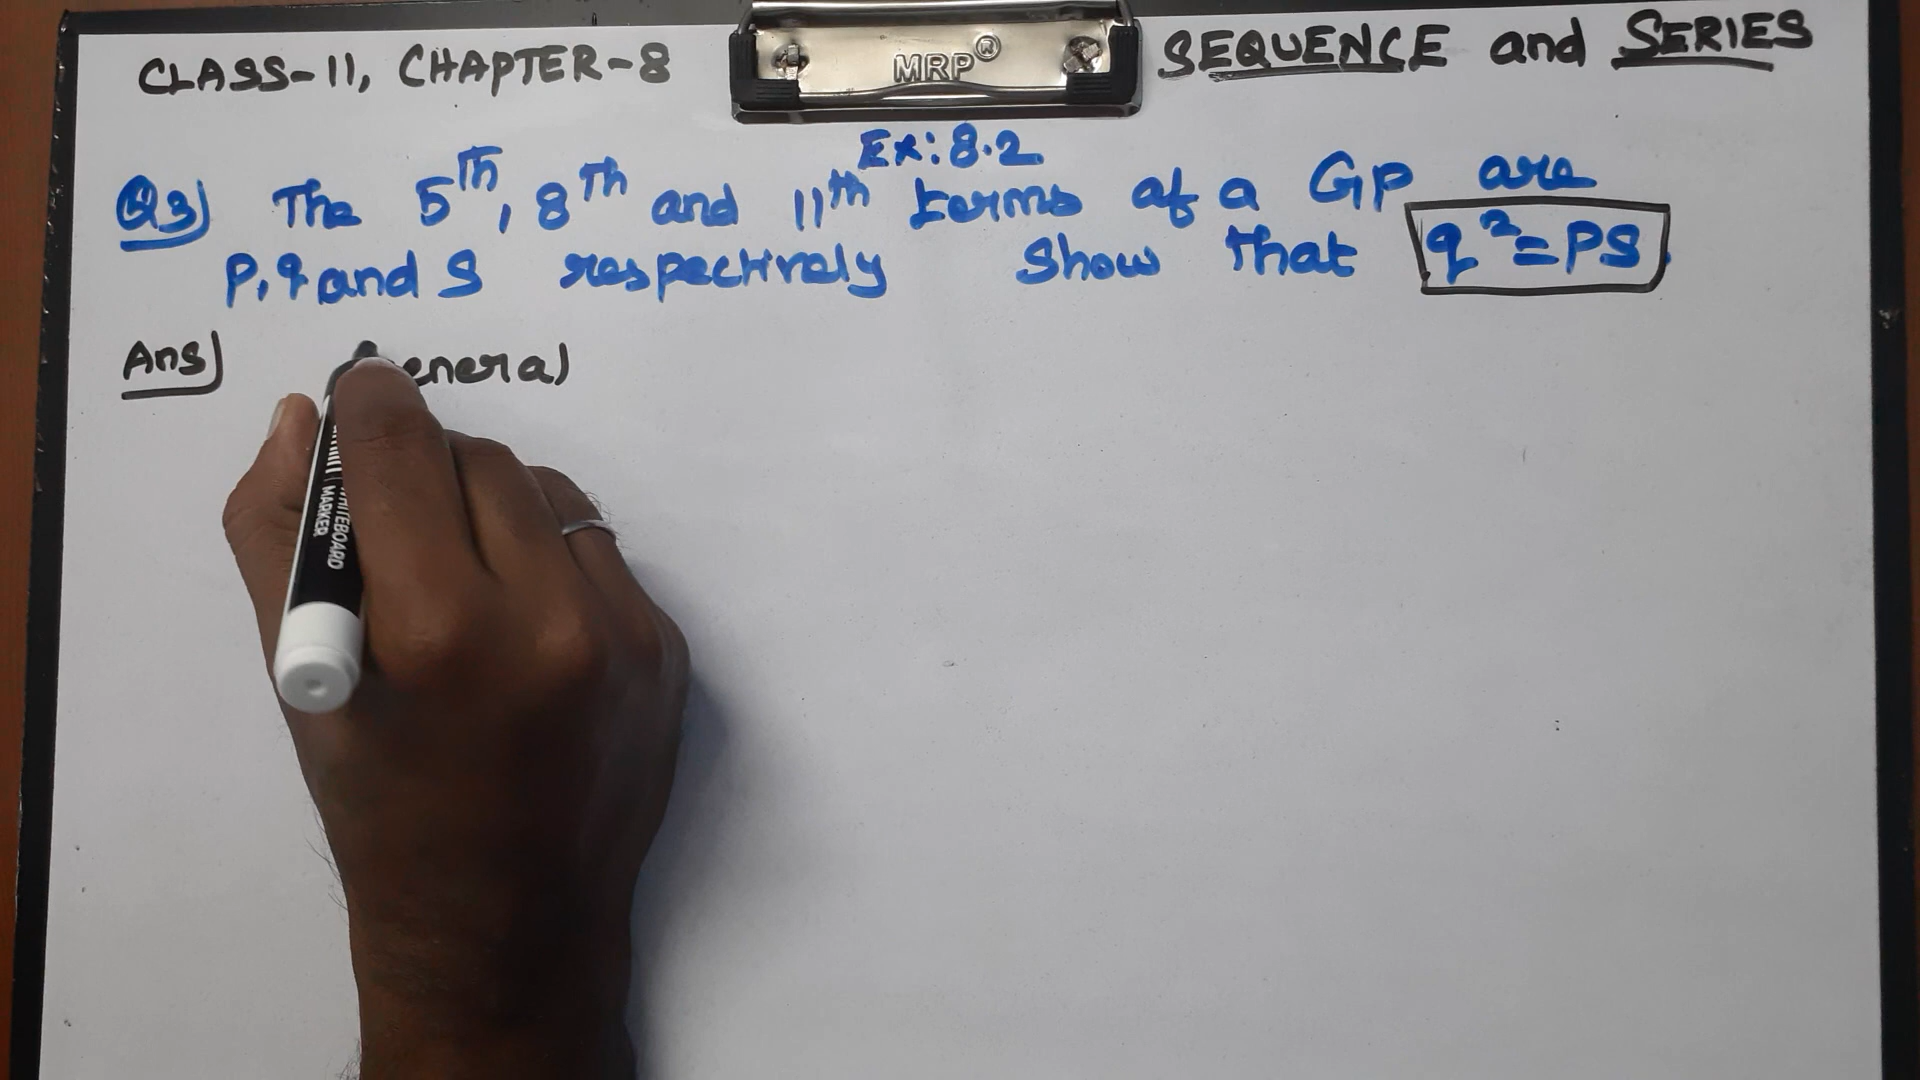 CLASS-11, CHAPTER-8
MRP®
SEQUENCE and SERIES
Ex: 8.2
Q3) The 5th, 8th and 11th terms of a GP are
P, q and S respectively Show that q²=PS.
Ans) General
WHITEBOARD
MARKER